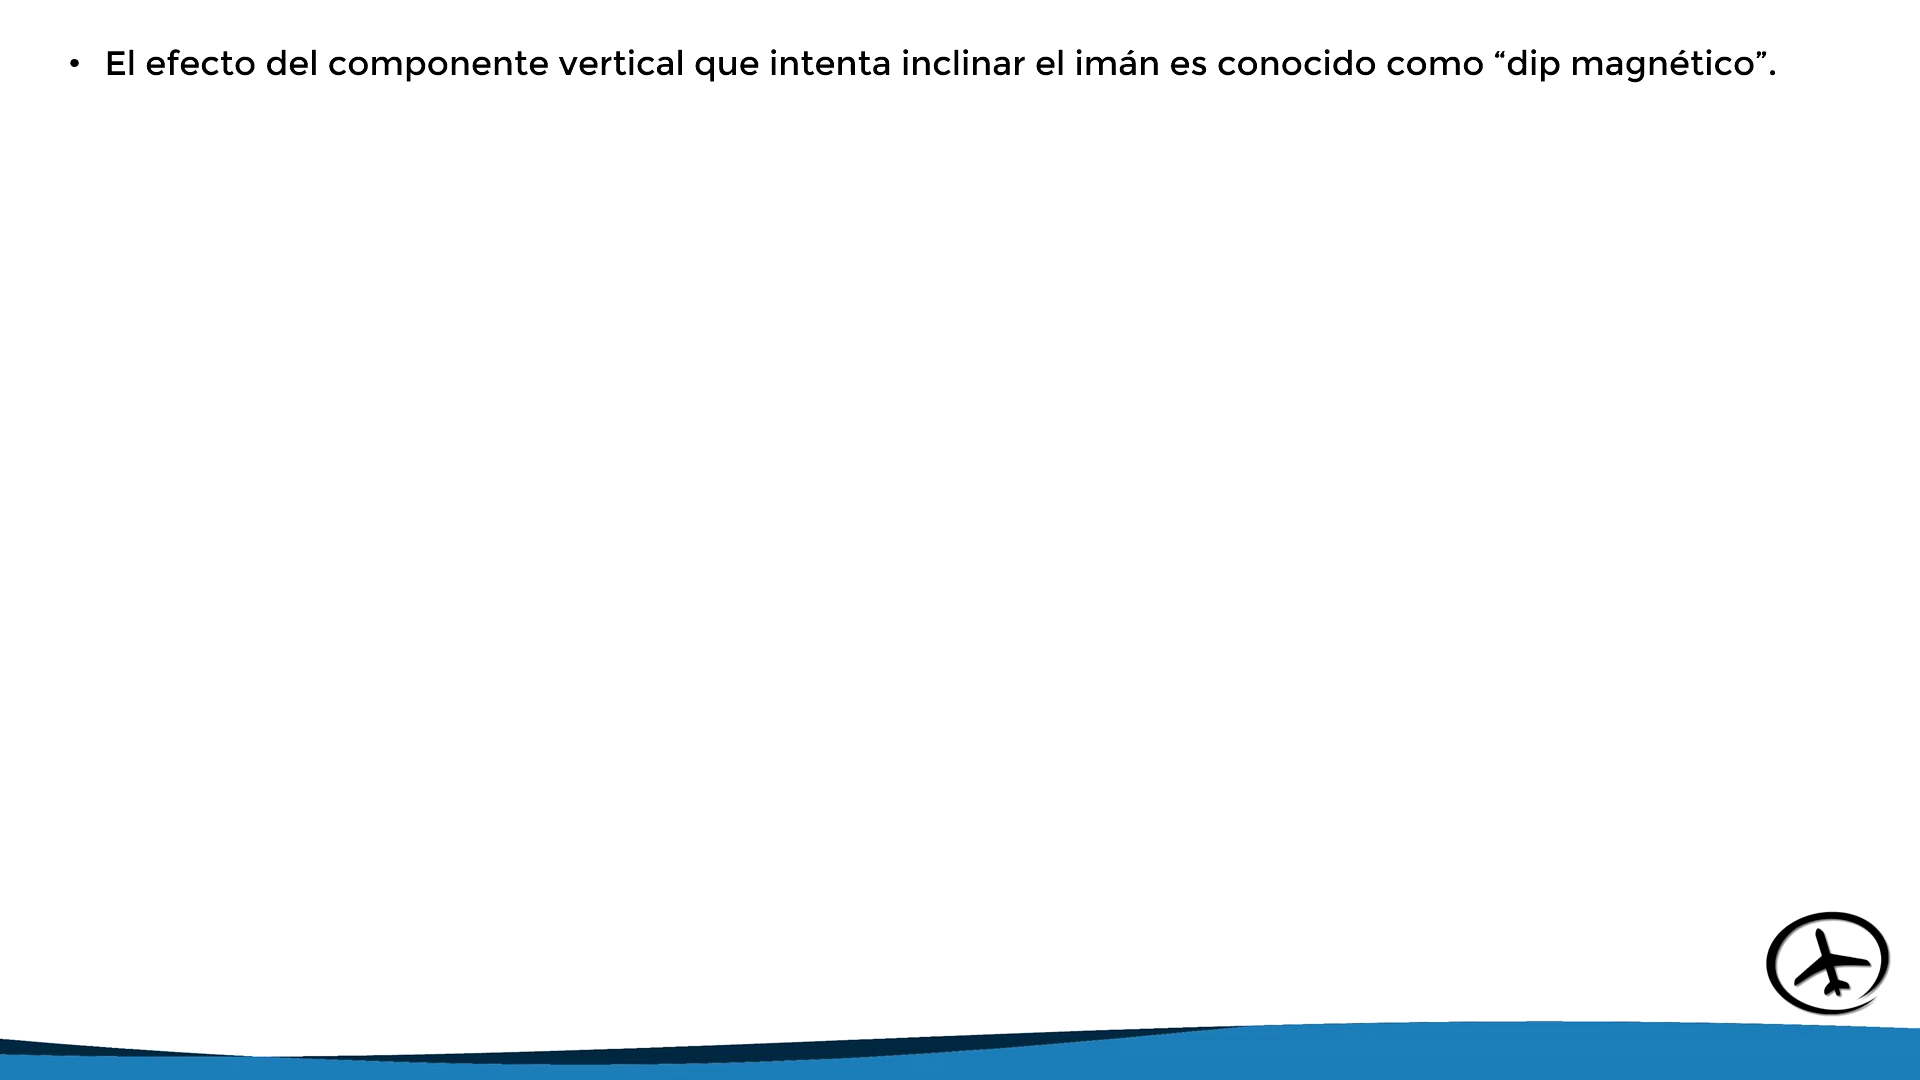 • El efecto del componente vertical que intenta inclinar el imán es conocido como “dip magnético”.